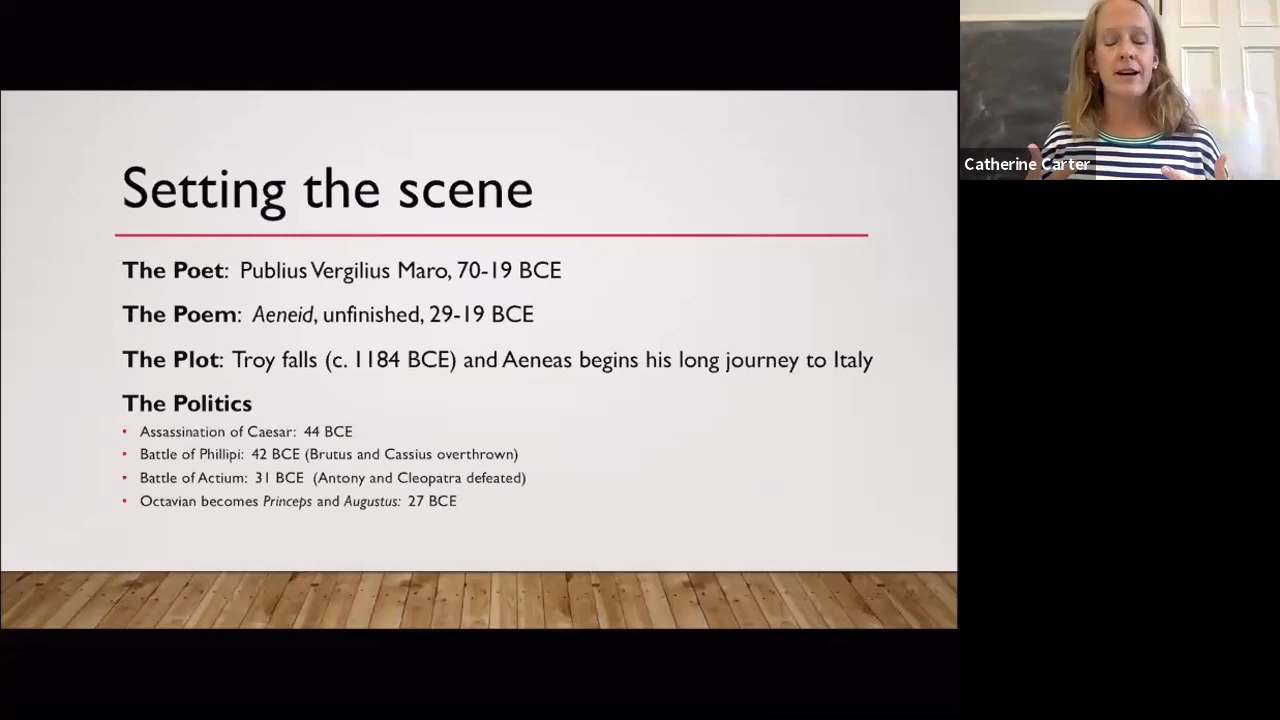 Setting the scene
The Poet: Publius Vergilius Maro, 70-19 BCE
The Poem: Aeneid, unfinished, 29-19 BCE
The Plot: Troy falls (c. 1184 BCE) and Aeneas begins his long journey to Italy
The Politics
• Assassination of Caesar: 44 BCE
• Battle of Phillipi: 42 BCE (Brutus and Cassius overthrown)
• Battle of Actium: 31 BCE (Antony and Cleopatra defeated)
• Octavian becomes Princeps and Augustus: 27 BCE
Catherine Carter